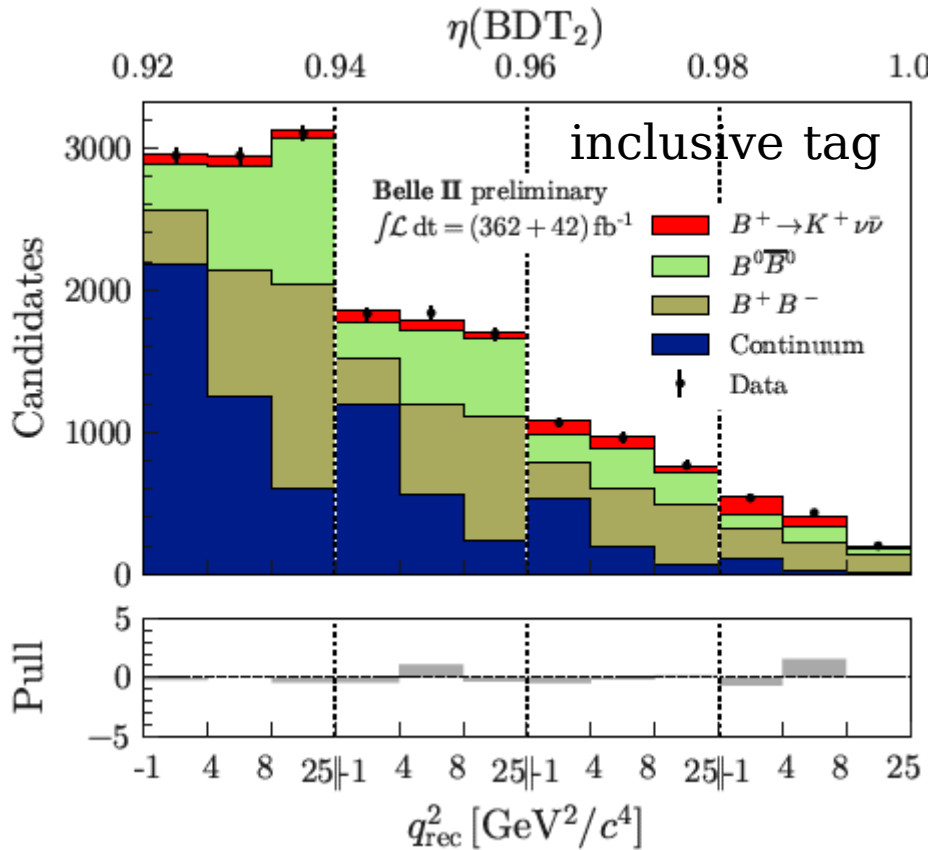 η(BDT₂)
0.92 0.94 0.96 0.98 1.0
inclusive tag
Belle II preliminary
∫ℒ dt = (362 + 42) fb⁻¹
B⁺→K⁺νν̄
B⁰B̅⁰
B⁺B⁻
Continuum
Data
Candidates
3000
2000
1000
0
Pull
5
0
−5
-1 4 8 25||-1 4 8 25||-1 4 8 25||-1 4 8 25
q²rec [GeV²/c⁴]